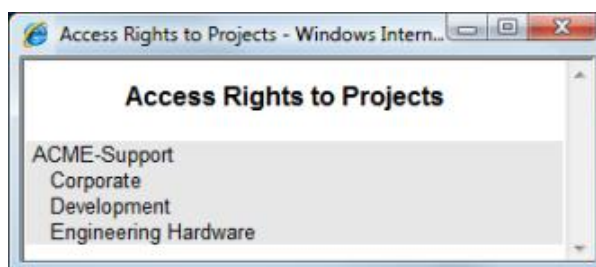 Access Rights to Projects - Windows Intern...
Access Rights to Projects
ACME-Support
Corporate
Development
Engineering Hardware